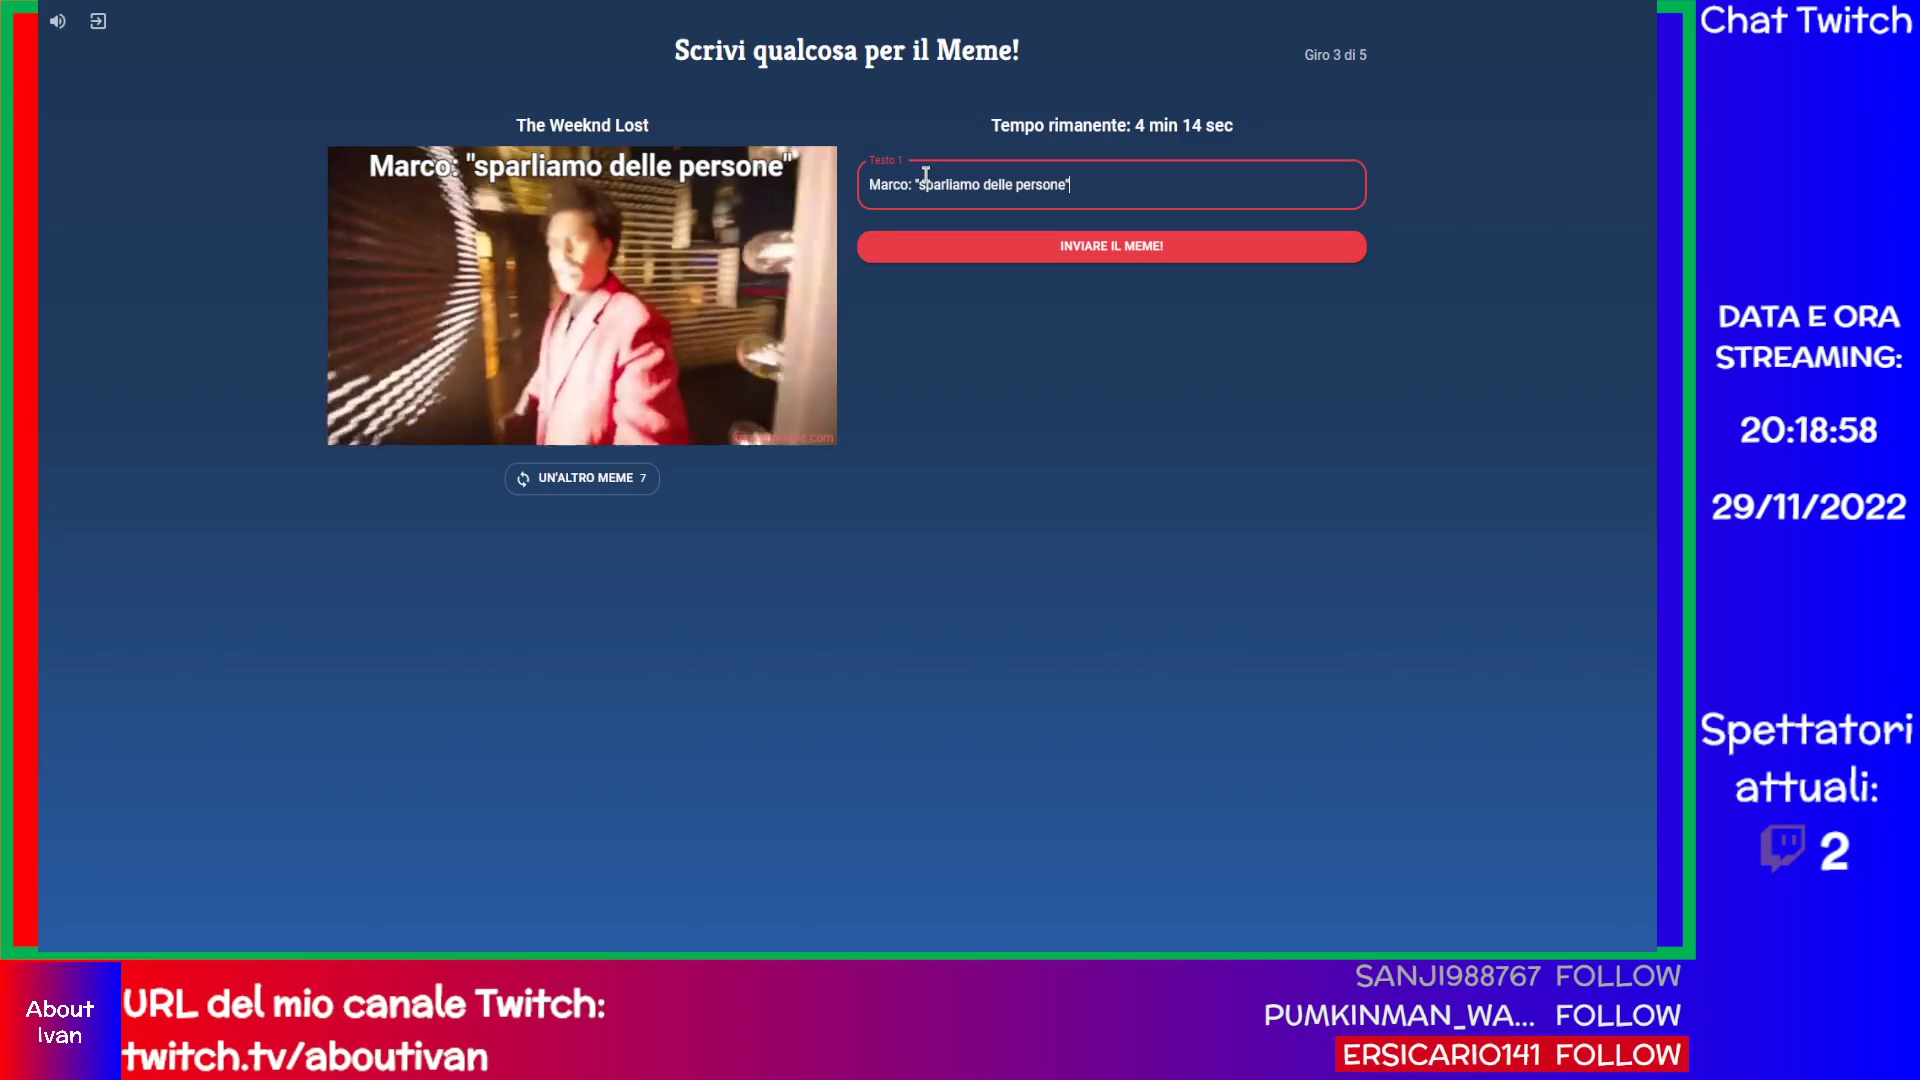 Scrivi qualcosa per il Meme!
Giro 3 di 5
The Weeknd Lost
Marco: "sparliamo delle persone"
UN'ALTRO MEME 7
Tempo rimanente: 4 min 14 sec
Testo 1
Marco: "sparliamo delle persone"
INVIARE IL MEME!
Chat Twitch
DATA E ORA
STREAMING:
20:18:58
29/11/2022
Spettatori
attuali:
2
About
Ivan
URL del mio canale Twitch:
twitch.tv/aboutivan
SANJI988767 FOLLOW
PUMKINMAN_WA... FOLLOW
ERSICARIO141 FOLLOW